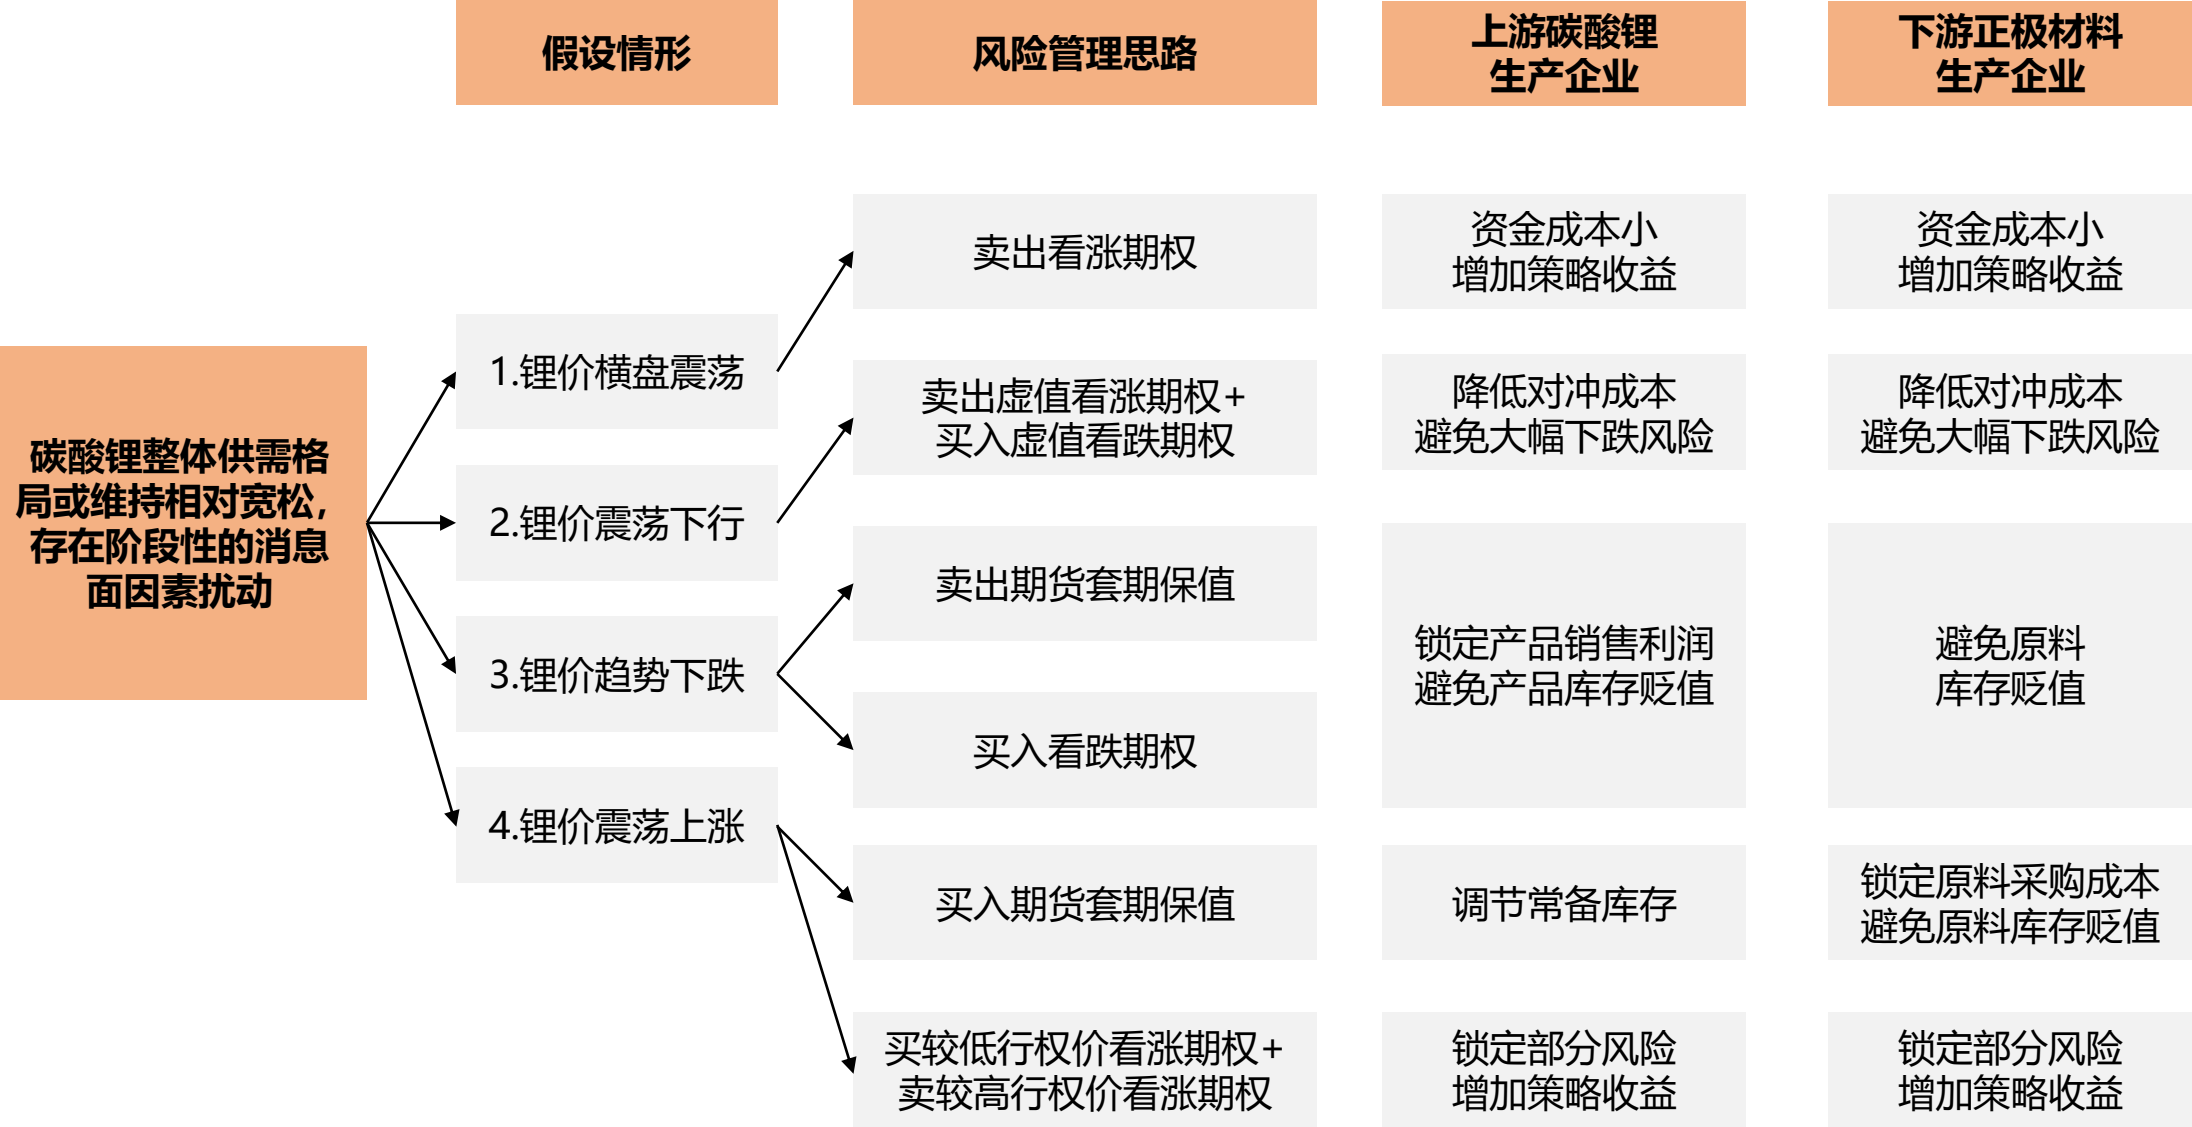 假设情形
风险管理思路
上游碳酸锂
生产企业
下游正极材料
生产企业
碳酸锂整体供需格
局或维持相对宽松，
存在阶段性的消息
面因素扰动
1.锂价横盘震荡
2.锂价震荡下行
3.锂价趋势下跌
4.锂价震荡上涨
卖出看涨期权
资金成本小
增加策略收益
资金成本小
增加策略收益
卖出虚值看涨期权+
买入虚值看跌期权
降低对冲成本
避免大幅下跌风险
降低对冲成本
避免大幅下跌风险
卖出期货套期保值
买入看跌期权
锁定产品销售利润
避免产品库存贬值
避免原料
库存贬值
买入期货套期保值
调节常备库存
锁定原料采购成本
避免原料库存贬值
买较低行权价看涨期权+
卖较高行权价看涨期权
锁定部分风险
增加策略收益
锁定部分风险
增加策略收益